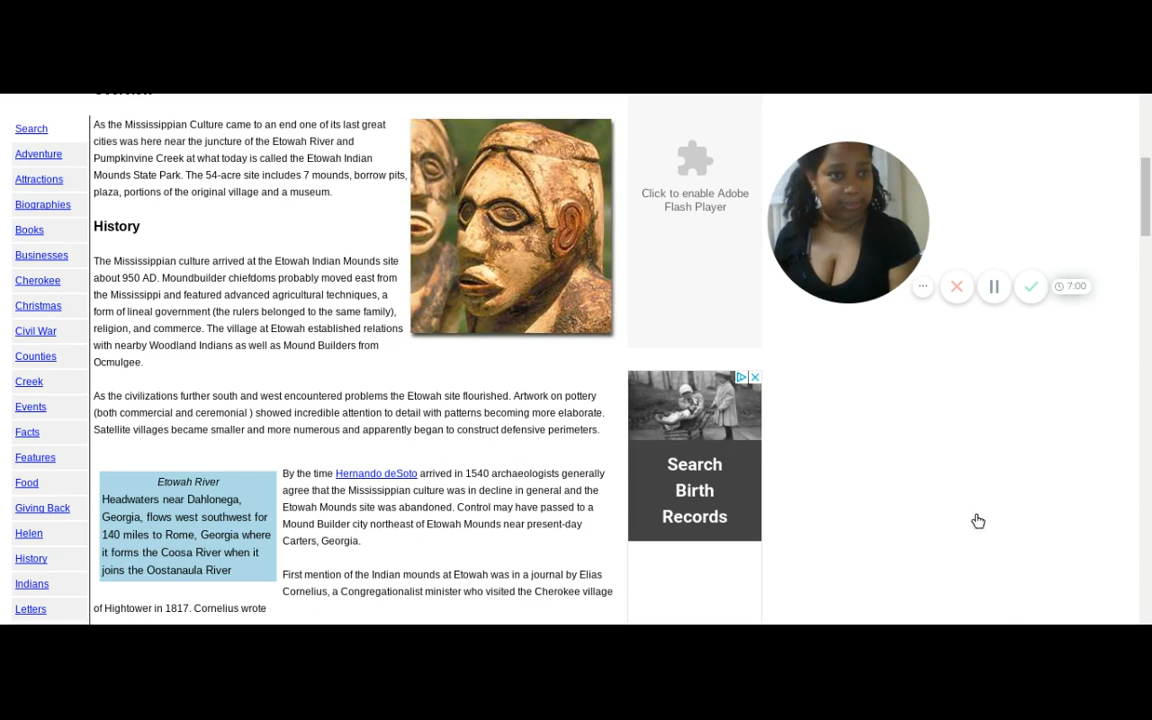 Search
Adventure
Attractions
Biographies
Books
Businesses
Cherokee
Christmas
Civil War
Counties
Creek
Events
Facts
Features
Food
Giving Back
Helen
History
Indians
Letters
As the Mississippian Culture came to an end one of its last great
cities was here near the juncture of the Etowah River and
Pumpkinvine Creek at what today is called the Etowah Indian
Mounds State Park. The 54-acre site includes 7 mounds, borrow pits,
plaza, portions of the original village and a museum.
History
The Mississippian culture arrived at the Etowah Indian Mounds site
about 950 AD. Moundbuilder chiefdoms probably moved east from
the Mississippi and featured advanced agricultural techniques, a
form of lineal government (the rulers belonged to the same family),
religion, and commerce. The village at Etowah established relations
with nearby Woodland Indians as well as Mound Builders from
Ocmulgee.
As the civilizations further south and west encountered problems the Etowah site flourished. Artwork on pottery
(both commercial and ceremonial ) showed incredible attention to detail with patterns becoming more elaborate.
Satellite villages became smaller and more numerous and apparently began to construct defensive perimeters.
Etowah River
Headwaters near Dahlonega,
Georgia, flows west southwest for
140 miles to Rome, Georgia where
it forms the Coosa River when it
joins the Oostanaula River
By the time Hernando deSoto arrived in 1540 archaeologists generally
agree that the Mississippian culture was in decline in general and the
Etowah Mounds site was abandoned. Control may have passed to a
Mound Builder city northeast of Etowah Mounds near present-day
Carters, Georgia.
First mention of the Indian mounds at Etowah was in a journal by Elias
Cornelius, a Congregationalist minister who visited the Cherokee village
of Hightower in 1817. Cornelius wrote
Click to enable Adobe
Flash Player
Search
Birth
Records
7:00